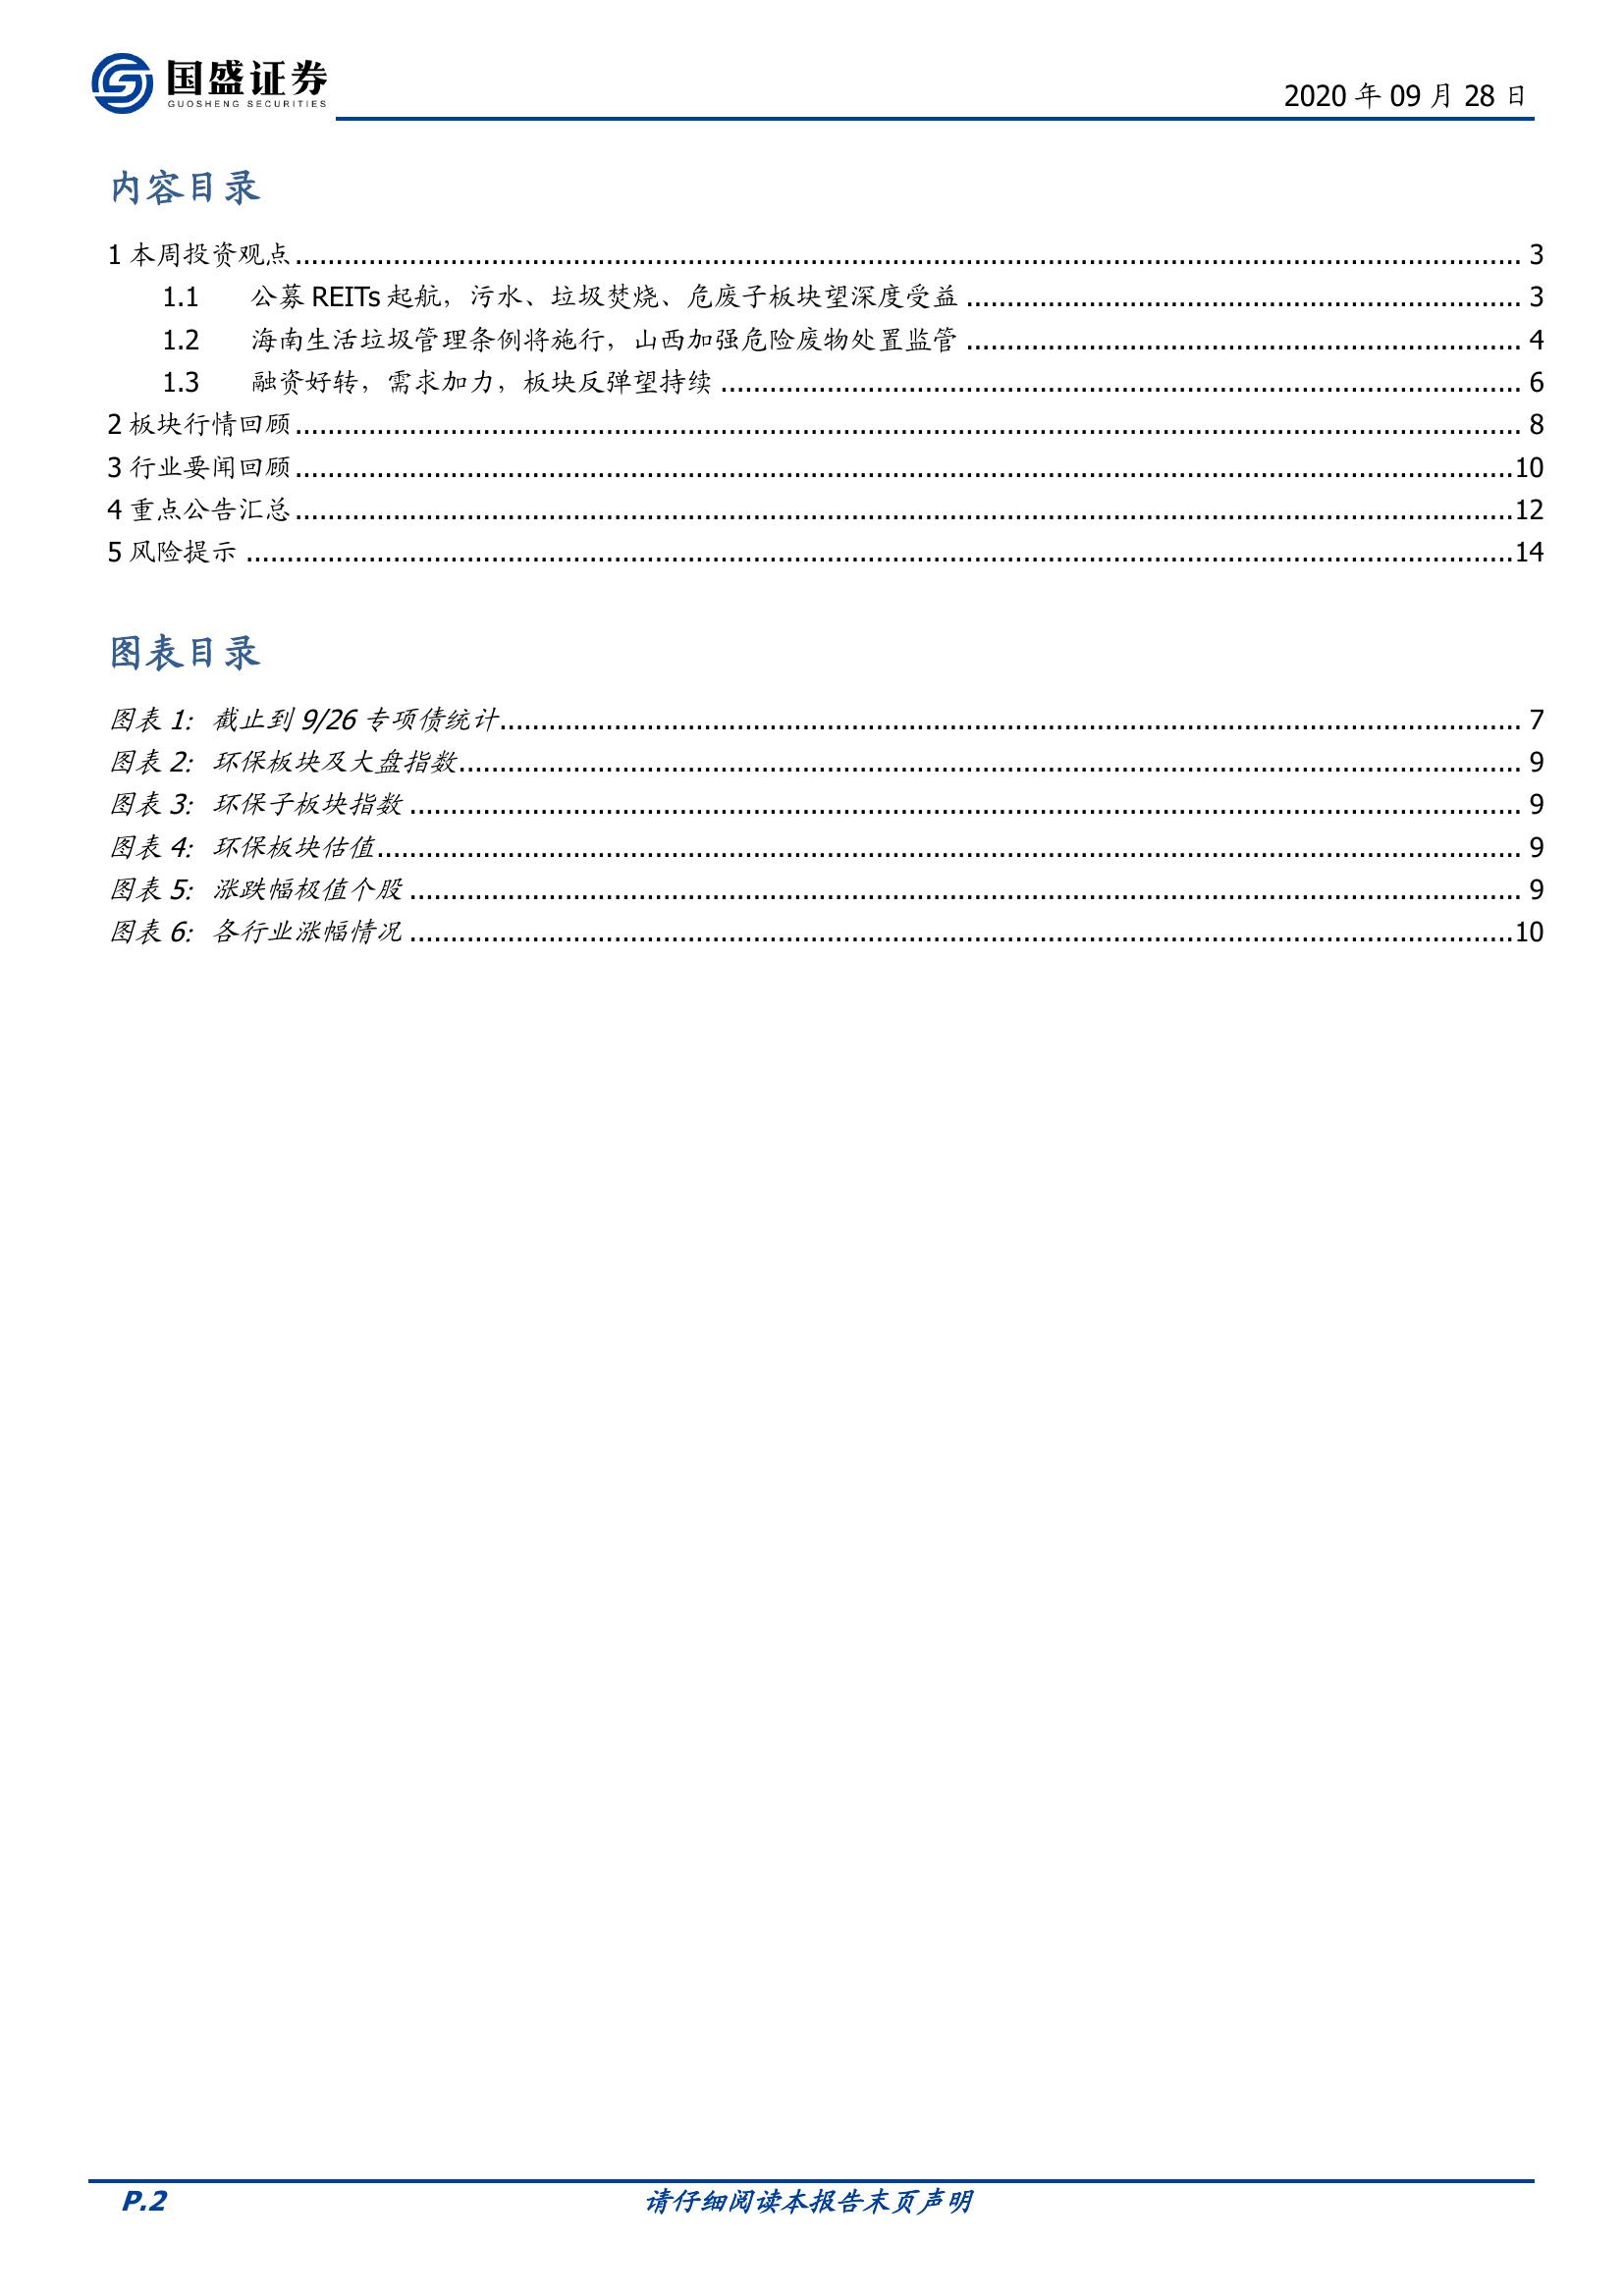 国盛证券
GUOSHENG SECURITIES
2020 年 09 月 28 日
内容目录
1 本周投资观点 3
1.1 公募 REITs 起航，污水、垃圾焚烧、危废子板块望深度受益 3
1.2 海南生活垃圾管理条例将施行，山西加强危险废物处置监管 4
1.3 融资好转，需求加力，板块反弹望持续 6
2 板块行情回顾 8
3 行业要闻回顾 10
4 重点公告汇总 12
5 风险提示 14
图表目录
图表 1: 截止到 9/26 专项债统计 7
图表 2: 环保板块及大盘指数 9
图表 3: 环保子板块指数 9
图表 4: 环保板块估值 9
图表 5: 涨跌幅极值个股 9
图表 6: 各行业涨幅情况 10
P.2 请仔细阅读本报告末页声明